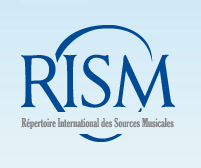 RISM
Répertoire International des Sources Musicales